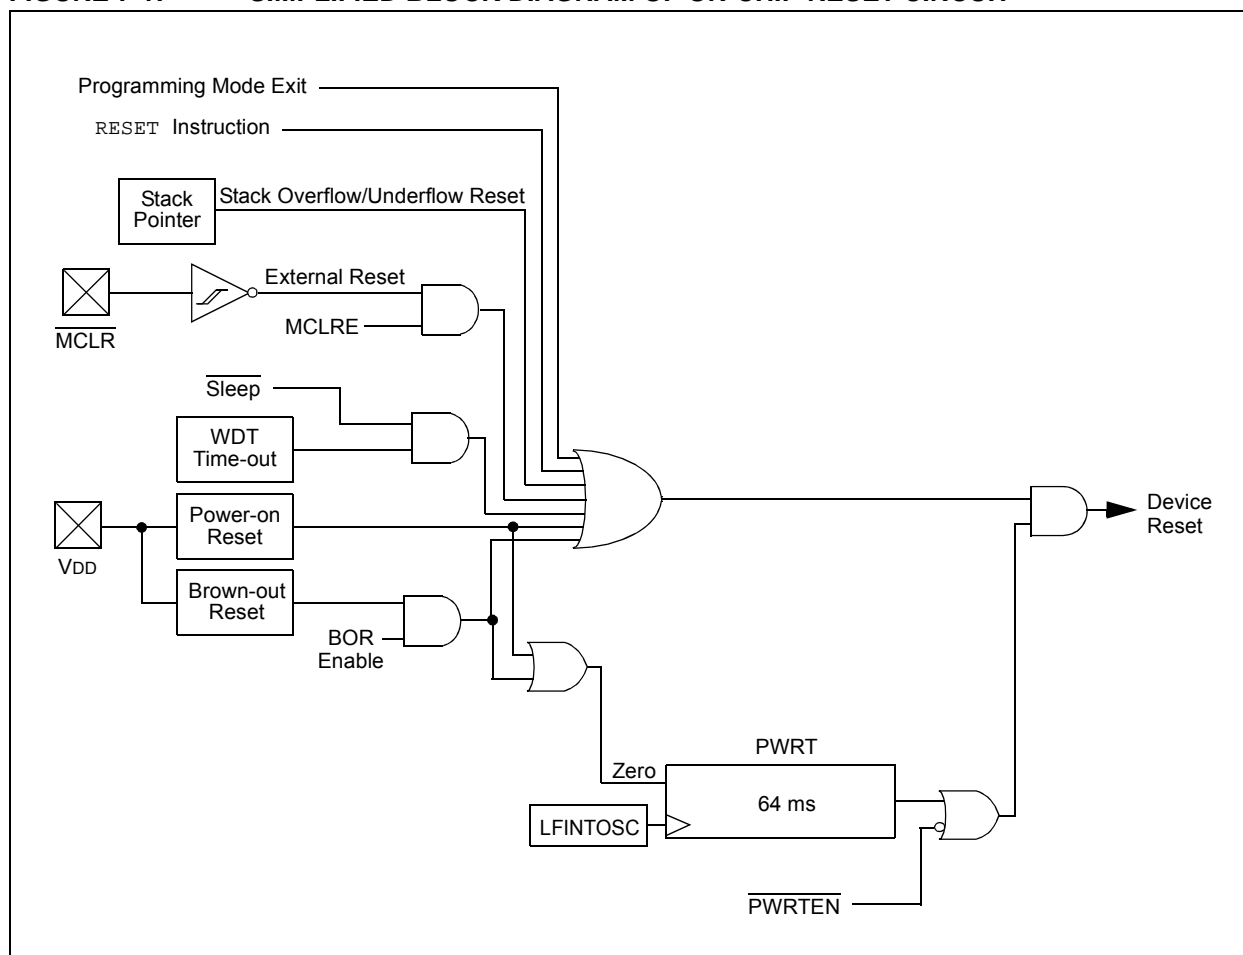 Programming Mode Exit
RESET Instruction
Stack
Pointer
Stack Overflow/Underflow Reset
External Reset
MCLRE
MCLR
Sleep
WDT
Time-out
Power-on
Reset
VDD
Brown-out
Reset
BOR
Enable
Device
Reset
PWRT
Zero
64 ms
LFINTOSC
PWRTEN